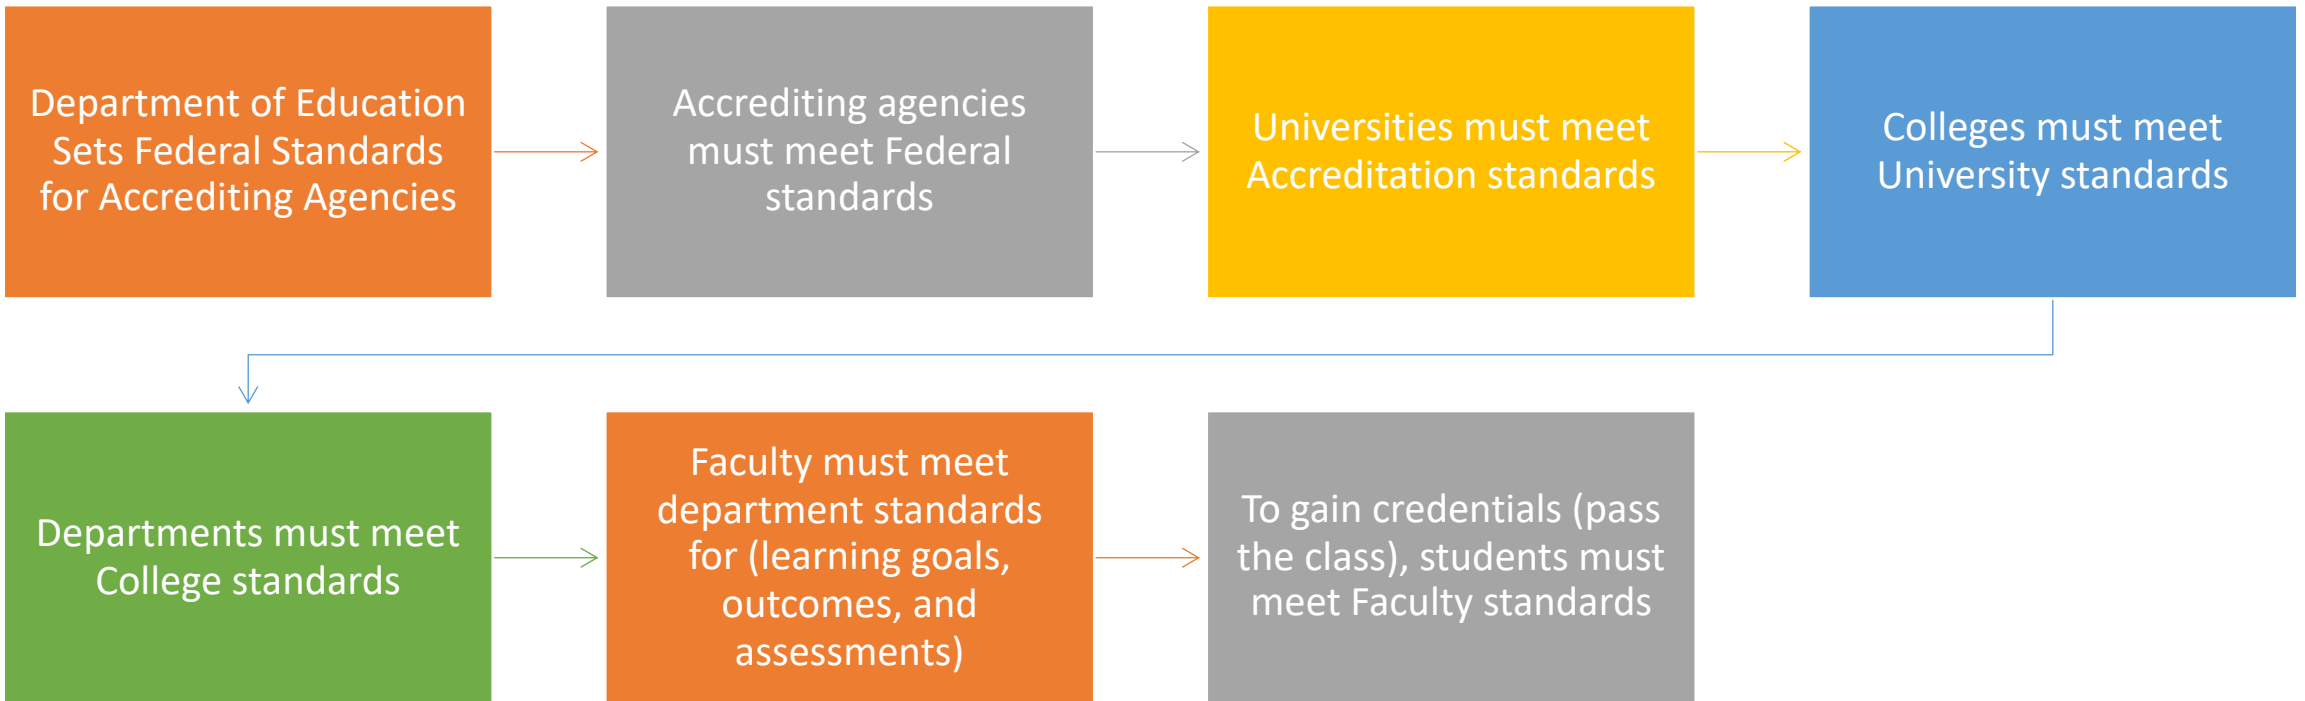 Department of Education
Sets Federal Standards
for Accrediting Agencies
Accrediting agencies
must meet Federal
standards
Universities must meet
Accreditation standards
Colleges must meet
University standards
Departments must meet
College standards
Faculty must meet
department standards
for (learning goals,
outcomes, and
assessments)
To gain credentials (pass
the class), students must
meet Faculty standards